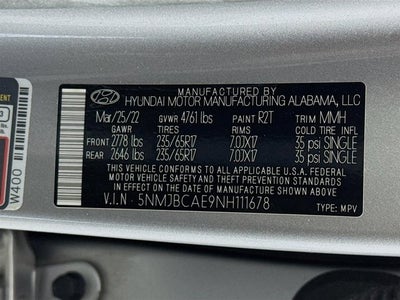 HYUNDAI MOTOR MANUFACTURING ALABAMA, LLC
Mar/25/22 GVWR 4761 lbs PAINT R2T TRIM MMH
GAWR TIRES RIMS COLD TIRE INFL.
FRONT 2778 lbs 235/65R17 7.0JX17 35 psi SINGLE
REAR 2646 lbs 235/65R17 7.0JX17 35 psi SINGLE
THIS VEHICLE CONFORMS TO ALL APPLICABLE U.S.A. FEDERAL
MOTOR VEHICLE SAFETY AND THEFT PREVENTION STANDARDS
IN EFFECT ON THE DATE OF MANUFACTURE SHOWN ABOVE
V.I.N : 5NMJBCAE9NH111678 TYPE: MPV
W400